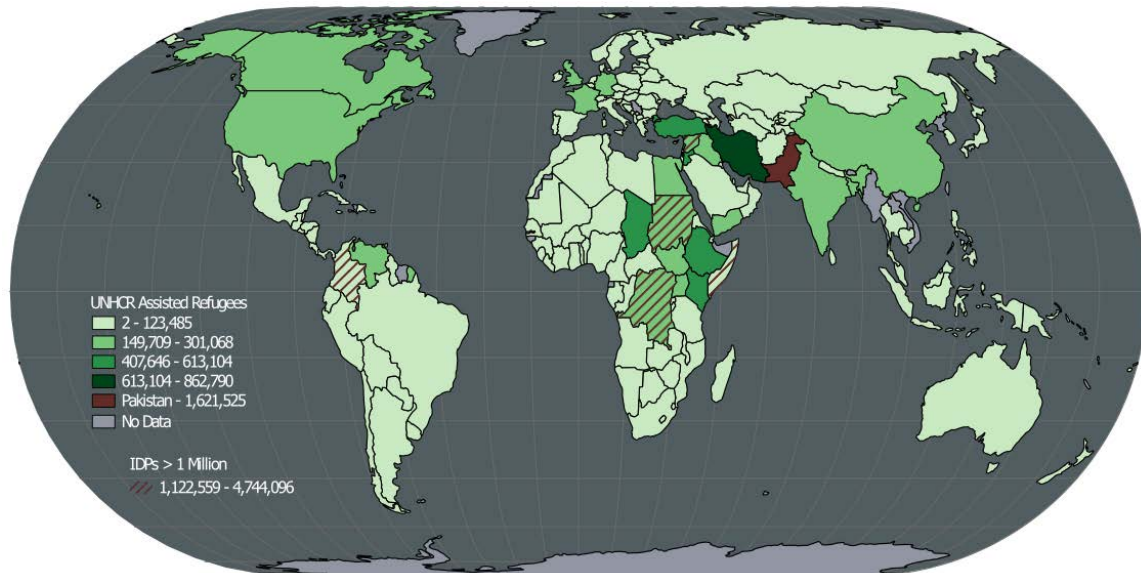 UNHCR Assisted Refugees
2 - 123,485
149,709 - 301,068
407,646 - 613,104
613,104 - 862,790
Pakistan - 1,621,525
No Data
IDPs > 1 Million
1,122,559 - 4,744,096